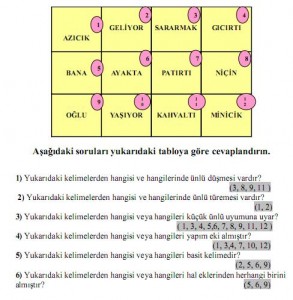 1 2 3 4
AZICIK GELİYOR SARARMAK GICIRTI
5 6 7 8
BANA AYAKTA PATIRTI NİÇİN
9 10 11 12
OĞLU YAŞIYOR KAHVALTI MİNİCİK
Aşağıdaki soruları yukarıdaki tabloya göre cevaplandırın.
1) Yukarıdaki kelimelerden hangisi ve hangilerinde ünlü düşmesi vardır?
(3, 8, 9, 11 )
2) Yukarıdaki kelimelerden hangisi ve hangilerinde ünlü türemesi vardır?
(1, 2)
3) Yukarıdaki kelimelerden hangisi veya hangileri küçük ünlü uyumuna uyar?
( 1, 3, 4, 5,6, 7, 8, 9, 11, 12 )
4) Yukarıdaki kelimelerden hangisi veya hangileri yapım eki almıştır?
(1, 3,4, 7, 10, 12)
5) Yukarıdaki kelimelerden hangisi veya hangileri basit kelimedir?
(2, 5, 6, 9)
6) Yukarıdaki kelimelerden hangisi veya hangileri hal eklerinden herhangi birini
almıştır?
(5, 6, 9)